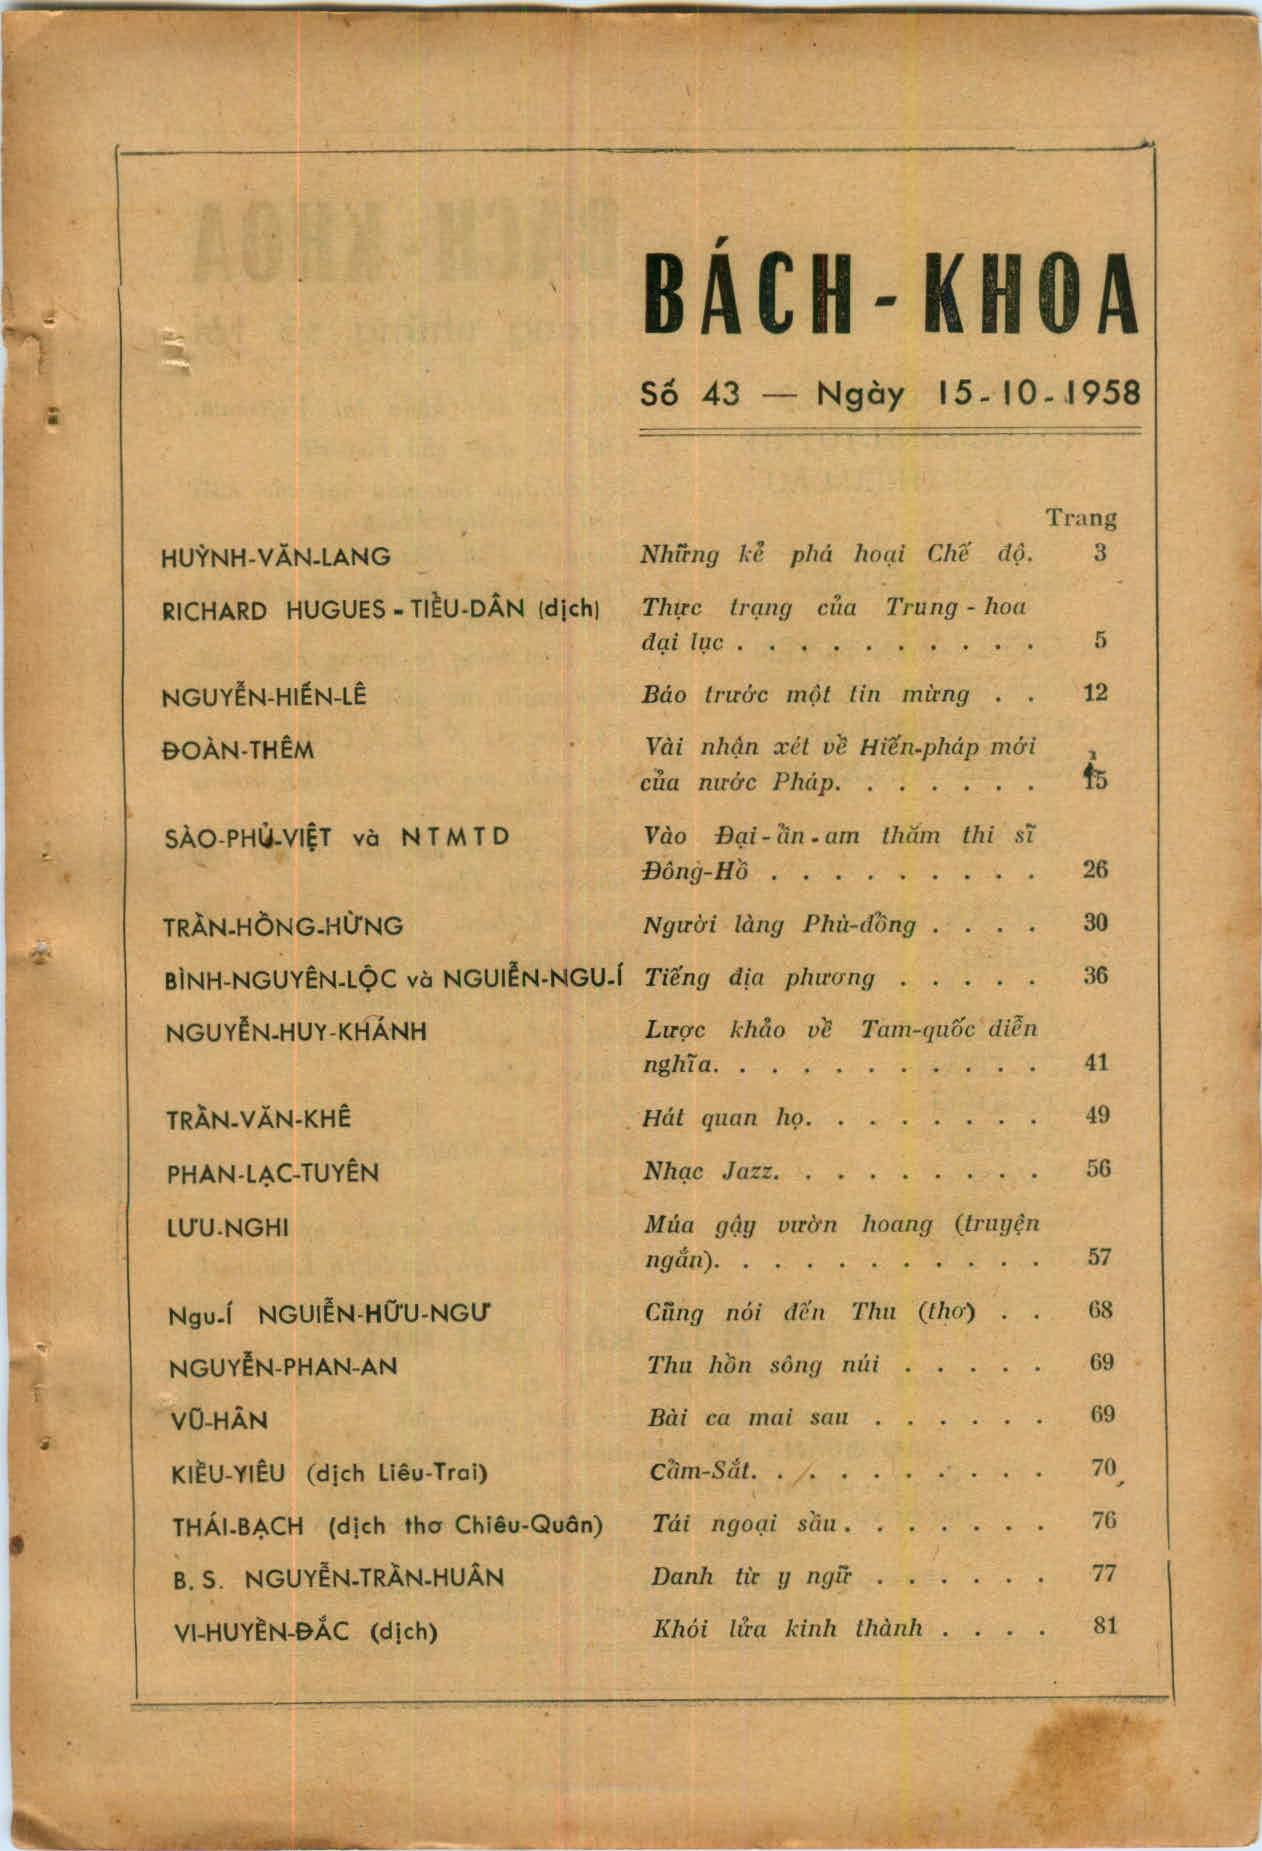 BÁCH - KHOA
Số 43 — Ngày 15-10-1958
Trang
HUỲNH-VĂN-LANG Những kẻ phá hoại Chế độ. 3
RICHARD HUGUES - TIỀU-DÂN (dịch) Thực trạng của Trung - hoa
đại lục . . . . . . . . . . 5
NGUYỄN-HIẾN-LÊ Báo trước một tin mừng . . 12
ĐOÀN-THÊM Vài nhận xét về Hiến-pháp mới
của nước Pháp. . . . . . . 15
SÀO-PHỦ-VIỆT và NTMTD Vào Đại-ẩn-am thăm thi sĩ
Đông-Hồ . . . . . . . . . 26
TRẦN-HỒNG-HỪNG Người làng Phù-đổng . . . . 30
BÌNH-NGUYÊN-LỘC và NGUIỄN-NGU-Í Tiếng địa phương . . . . . 36
NGUYỄN-HUY-KHÁNH Lược khảo về Tam-quốc diễn
nghĩa. . . . . . . . . . . 41
TRẦN-VĂN-KHÊ Hát quan họ. . . . . . . . 49
PHAN-LẠC-TUYÊN Nhạc Jazz. . . . . . . . . 56
LƯU-NGHI Múa gậy vườn hoang (truyện
ngắn). . . . . . . . . . . 57
Ngu-Í NGUIỄN-HỮU-NGƯ Cũng nói đến Thu (thơ) . . 68
NGUYỄN-PHAN-AN Thu hồn sông núi . . . . . 69
VŨ-HÂN Bài ca mai sau . . . . . . 69
KIỀU-YIÊU (dịch Liêu-Trai) Cầm-Sắt. . . . . . . . . . 70
THÁI-BẠCH (dịch thơ Chiêu-Quân) Tái ngoại sầu . . . . . . . 76
B. S. NGUYỄN-TRẦN-HUÂN Danh từ y ngữ . . . . . . 77
VI-HUYỀN-ĐẮC (dịch) Khói lửa kinh thành . . . . 81